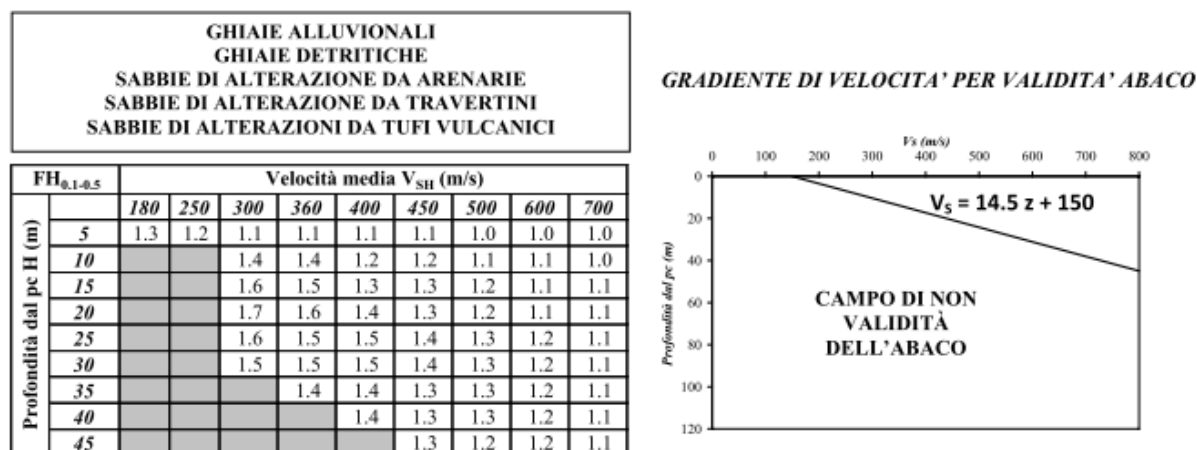 GHIAIE ALLUVIONALI
GHIAIE DETRITICHE
SABBIE DI ALTERAZIONE DA ARENARIE
SABBIE DI ALTERAZIONE DA TRAVERTINI
SABBIE DI ALTERAZIONI DA TUFI VULCANICI
FH0.1-0.5 Velocità media VSH (m/s)
180 250 300 360 400 450 500 600 700
Profondità dal pc H (m)
5 1.3 1.2 1.1 1.1 1.1 1.1 1.0 1.0 1.0
10 1.4 1.4 1.2 1.2 1.1 1.1 1.0
15 1.6 1.5 1.3 1.3 1.2 1.1 1.1
20 1.7 1.6 1.4 1.3 1.2 1.1 1.1
25 1.6 1.5 1.5 1.4 1.3 1.2 1.1
30 1.5 1.5 1.5 1.4 1.3 1.2 1.1
35 1.4 1.4 1.3 1.3 1.2 1.1
40 1.4 1.3 1.3 1.2 1.1
45 1.3 1.2 1.2 1.1
GRADIENTE DI VELOCITA' PER VALIDITA' ABACO
Vs (m/s)
0 100 200 300 400 500 600 700 800
Profondità dal pc (m)
0
20
40
60
80
100
120
VS = 14.5 z + 150
CAMPO DI NON
VALIDITÀ
DELL'ABACO